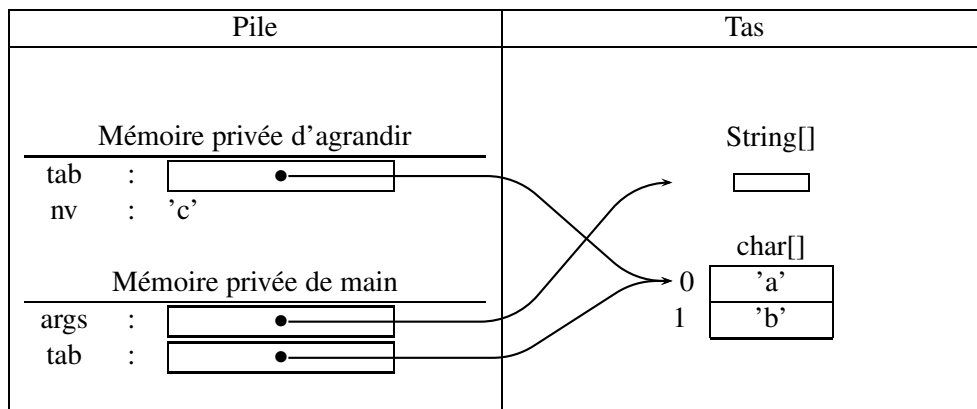 Pile
Tas
Mémoire privée d'agrandir
tab :
nv : 'c'
Mémoire privée de main
args :
tab :
String[]
char[]
0 'a'
1 'b'